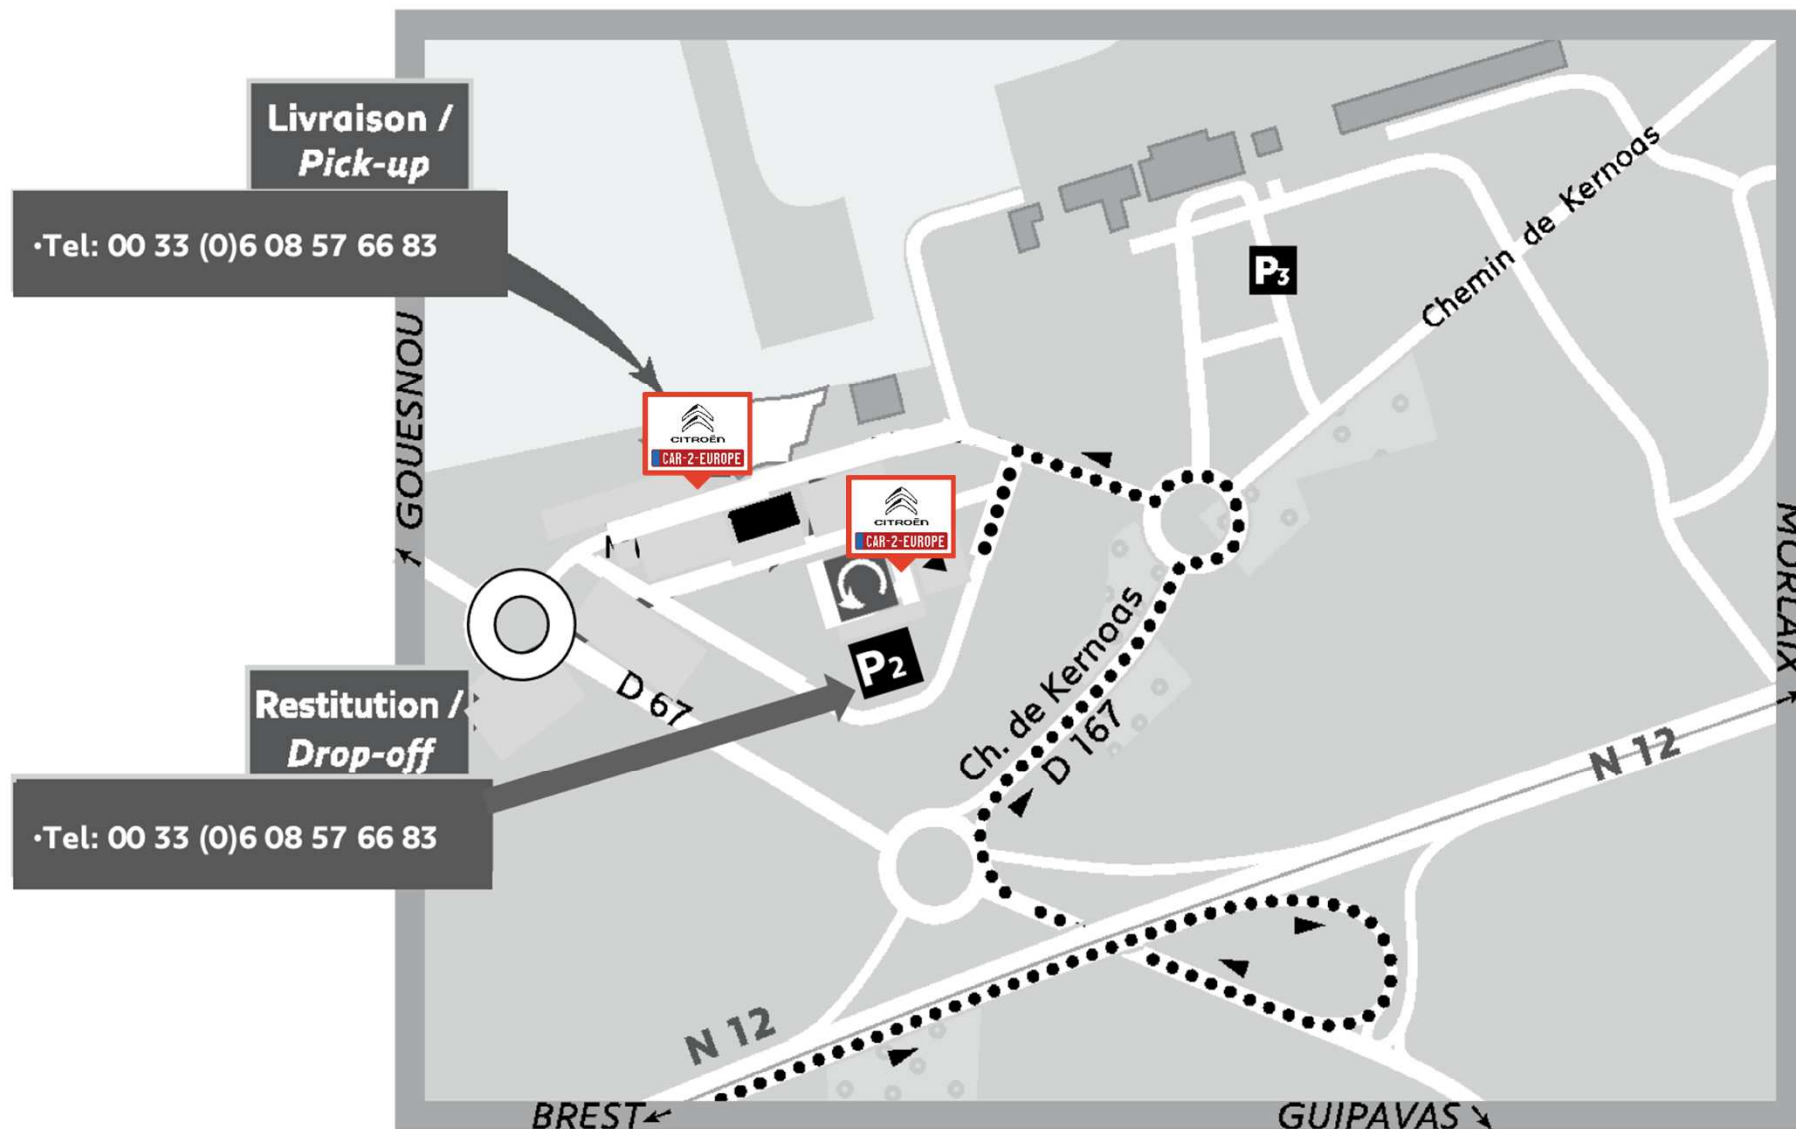 Livraison /
Pick-up
•Tel: 00 33 (0)6 08 57 66 83
GOUESNOU
Chemin de Kernoas
P3
CITROËN
CAR-2-EUROPE
CITROËN
CAR-2-EUROPE
P2
MORLAIX
Restitution /
Drop-off
•Tel: 00 33 (0)6 08 57 66 83
D 67
Ch. de Kernoas
D 167
N 12
N 12
BREST
GUIPAVAS